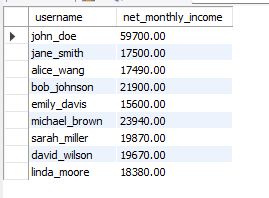 username net_monthly_income
john_doe 59700.00
jane_smith 17500.00
alice_wang 17490.00
bob_johnson 21900.00
emily_davis 15600.00
michael_brown 23940.00
sarah_miller 19870.00
david_wilson 19670.00
linda_moore 18380.00